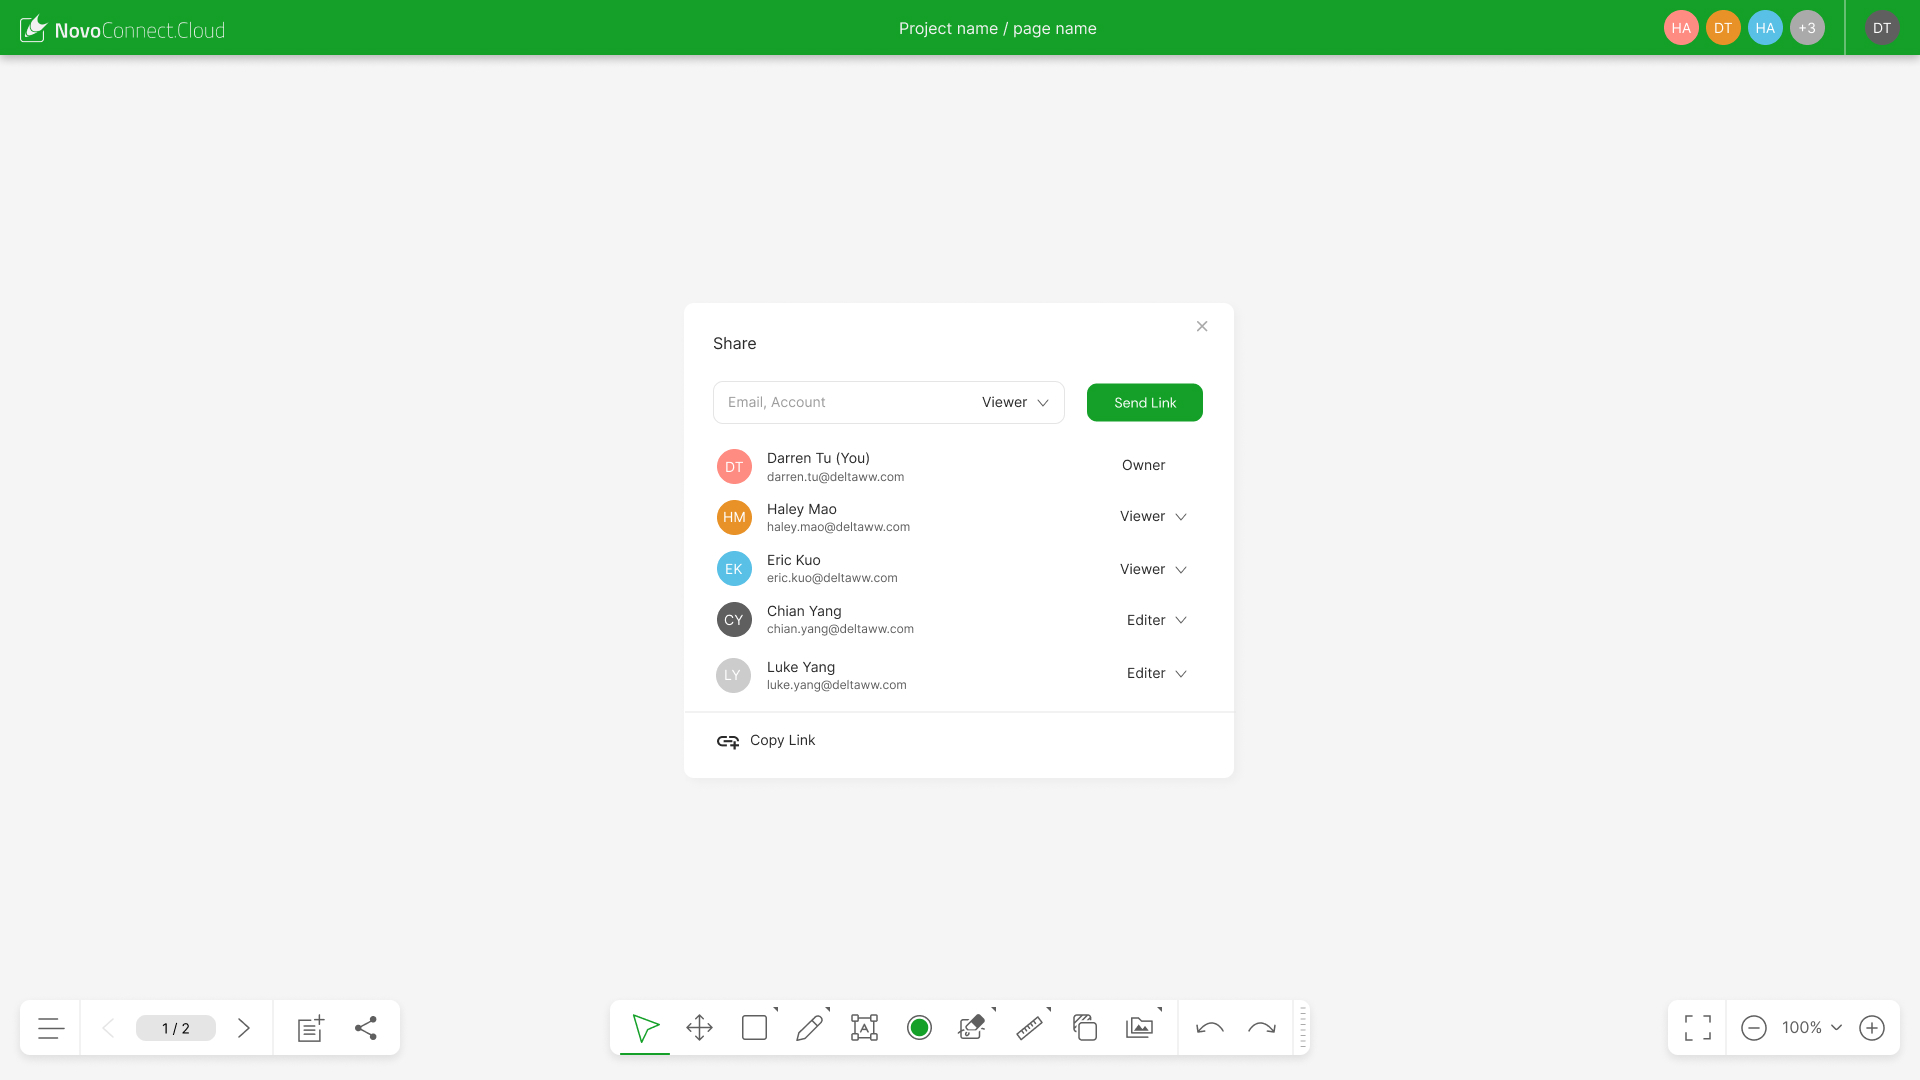 NovoConnect.Cloud
Project name / page name
HA DT HA +3 DT
Share
Email, Account Viewer Send Link
DT Darren Tu (You) Owner
darren.tu@deltaww.com
HM Haley Mao Viewer
haley.mao@deltaww.com
EK Eric Kuo Viewer
eric.kuo@deltaww.com
CY Chian Yang Editer
chian.yang@deltaww.com
LY Luke Yang Editer
luke.yang@deltaww.com
Copy Link
1 / 2
A
100%